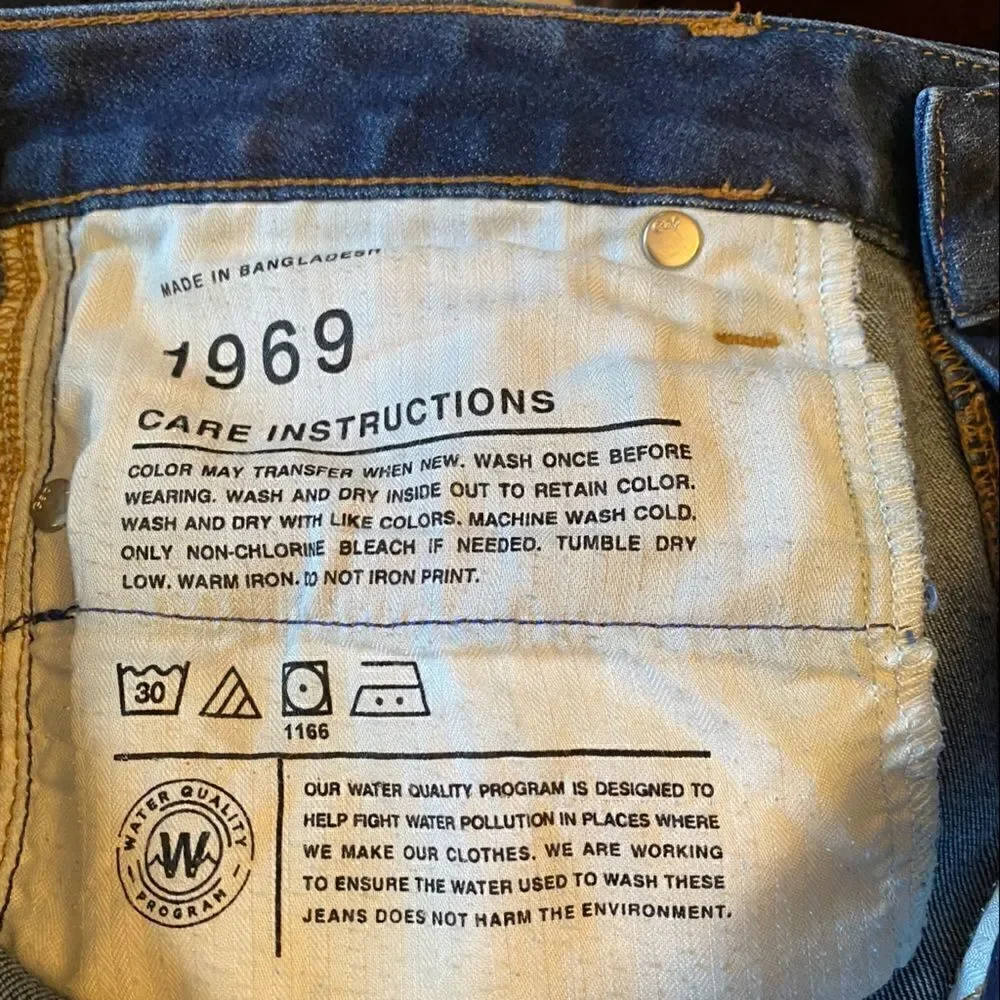 MADE IN BANGLADESH
1969
CARE INSTRUCTIONS
COLOR MAY TRANSFER WHEN NEW. WASH ONCE BEFORE
WEARING. WASH AND DRY INSIDE OUT TO RETAIN COLOR.
WASH AND DRY WITH LIKE COLORS. MACHINE WASH COLD.
ONLY NON-CHLORINE BLEACH IF NEEDED. TUMBLE DRY
LOW. WARM IRON. DO NOT IRON PRINT.
30
1166
WATER QUALITY
W
PROGRAM
OUR WATER QUALITY PROGRAM IS DESIGNED TO
HELP FIGHT WATER POLLUTION IN PLACES WHERE
WE MAKE OUR CLOTHES. WE ARE WORKING
TO ENSURE THE WATER USED TO WASH THESE
JEANS DOES NOT HARM THE ENVIRONMENT.